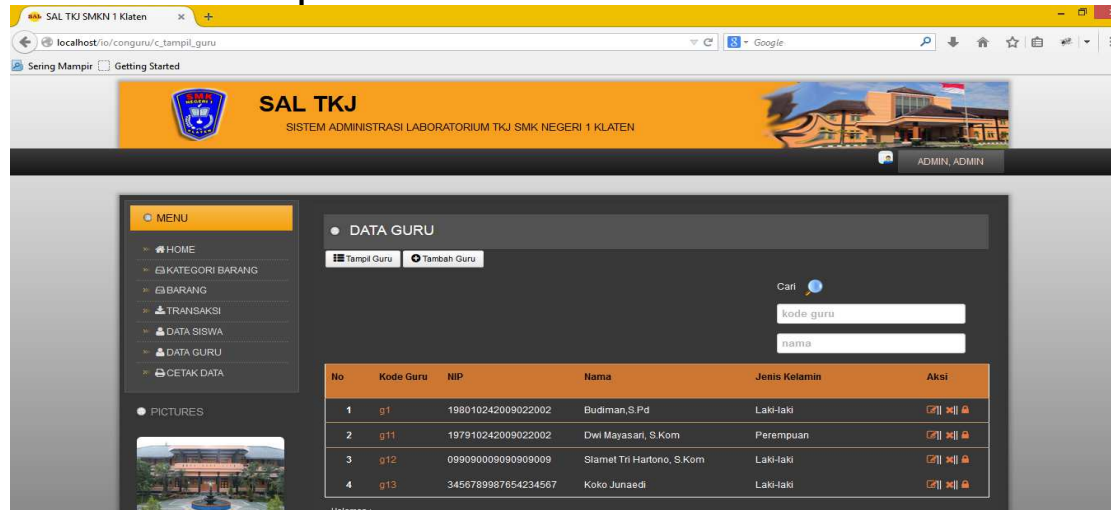 SAL TKJ SMKN 1 Klaten
localhost/io/conguru/c_tampil_guru
Google
Sering Mampir Getting Started
SMK
NEGERI 1
KLATEN
SAL TKJ
SISTEM ADMINISTRASI LABORATORIUM TKJ SMK NEGERI 1 KLATEN
ADMIN, ADMIN
MENU
HOME
KATEGORI BARANG
BARANG
TRANSAKSI
DATA SISWA
DATA GURU
CETAK DATA
PICTURES
DATA GURU
Tampil Guru Tambah Guru
Cari
kode guru
nama
No Kode Guru NIP Nama Jenis Kelamin Aksi
1 g1 198010242009022002 Budiman,S.Pd Laki-laki || ||
2 g11 197910242009022002 Dwi Mayasari, S.Kom Perempuan || ||
3 g12 099090009090909009 Slamet Tri Hartono, S.Kom Laki-laki || ||
4 g13 3456789987654234567 Koko Junaedi Laki-laki || ||